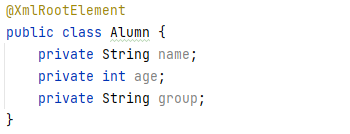 @XmlRootElement
public class Alumn {
    private String name;
    private int age;
    private String group;
}